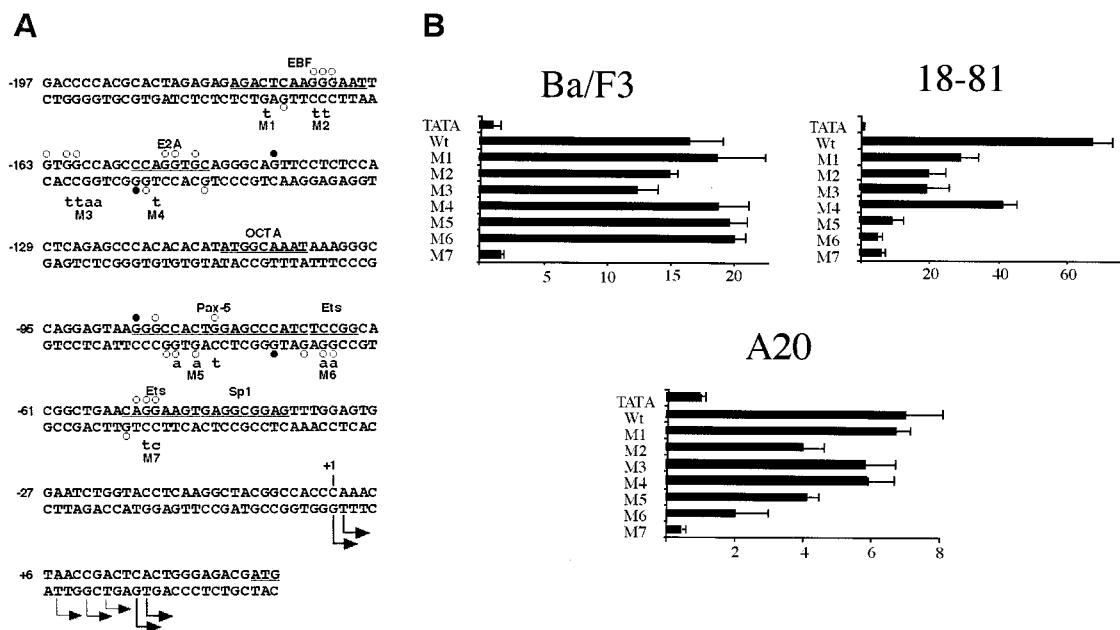 A
EBF
-197 GACCCCACGCACTAGAGAGAGACTCAAGGGAATT
CTGGGGTGCGTGATCTCTCTCTGAGTTCCCTTAA
t tt
M1 M2
E2A
-163 GTGGCCAGCCCAGGTGCAGGGCAGTTCCTCTCCA
CACCGGTCGGGTCCACGTCCCGTCAAGGAGAGGT
ttaa t
M3 M4
OCTA
-129 CTCAGAGCCCACACACATATGGCAAATAAAGGGC
GAGTCTCGGGTGTGTGTATACCGTTTATTTCCCG
Pax-5 Ets
-95 CAGGAGTAAGGGCCACTGGAGCCCATCTCCGGCA
GTCCTCATTCCCGGTGACCTCGGGTAGAGGCCGT
a a t aa
M5 M6
Ets Sp1
-61 CGGCTGAACAGGAAGTGAGGCGGAGTTTGGAGTG
GCCGACTTGTCCTTCACTCCGCCTCAAACCTCAC
tc
M7
+1
-27 GAATCTGGTACCTCAAGGCTACGGCCACCCAAAC
CTTAGACCATGGAGTTCCGATGCCGGTGGGTTTC
+6 TAACCGACTCACTGGGAGACGATG
ATTGGCTGAGTGACCCTCTGCTAC
B
Ba/F3
TATA
Wt
M1
M2
M3
M4
M5
M6
M7
5 10 15 20
18-81
TATA
Wt
M1
M2
M3
M4
M5
M6
M7
20 40 60
A20
TATA
Wt
M1
M2
M3
M4
M5
M6
M7
2 4 6 8